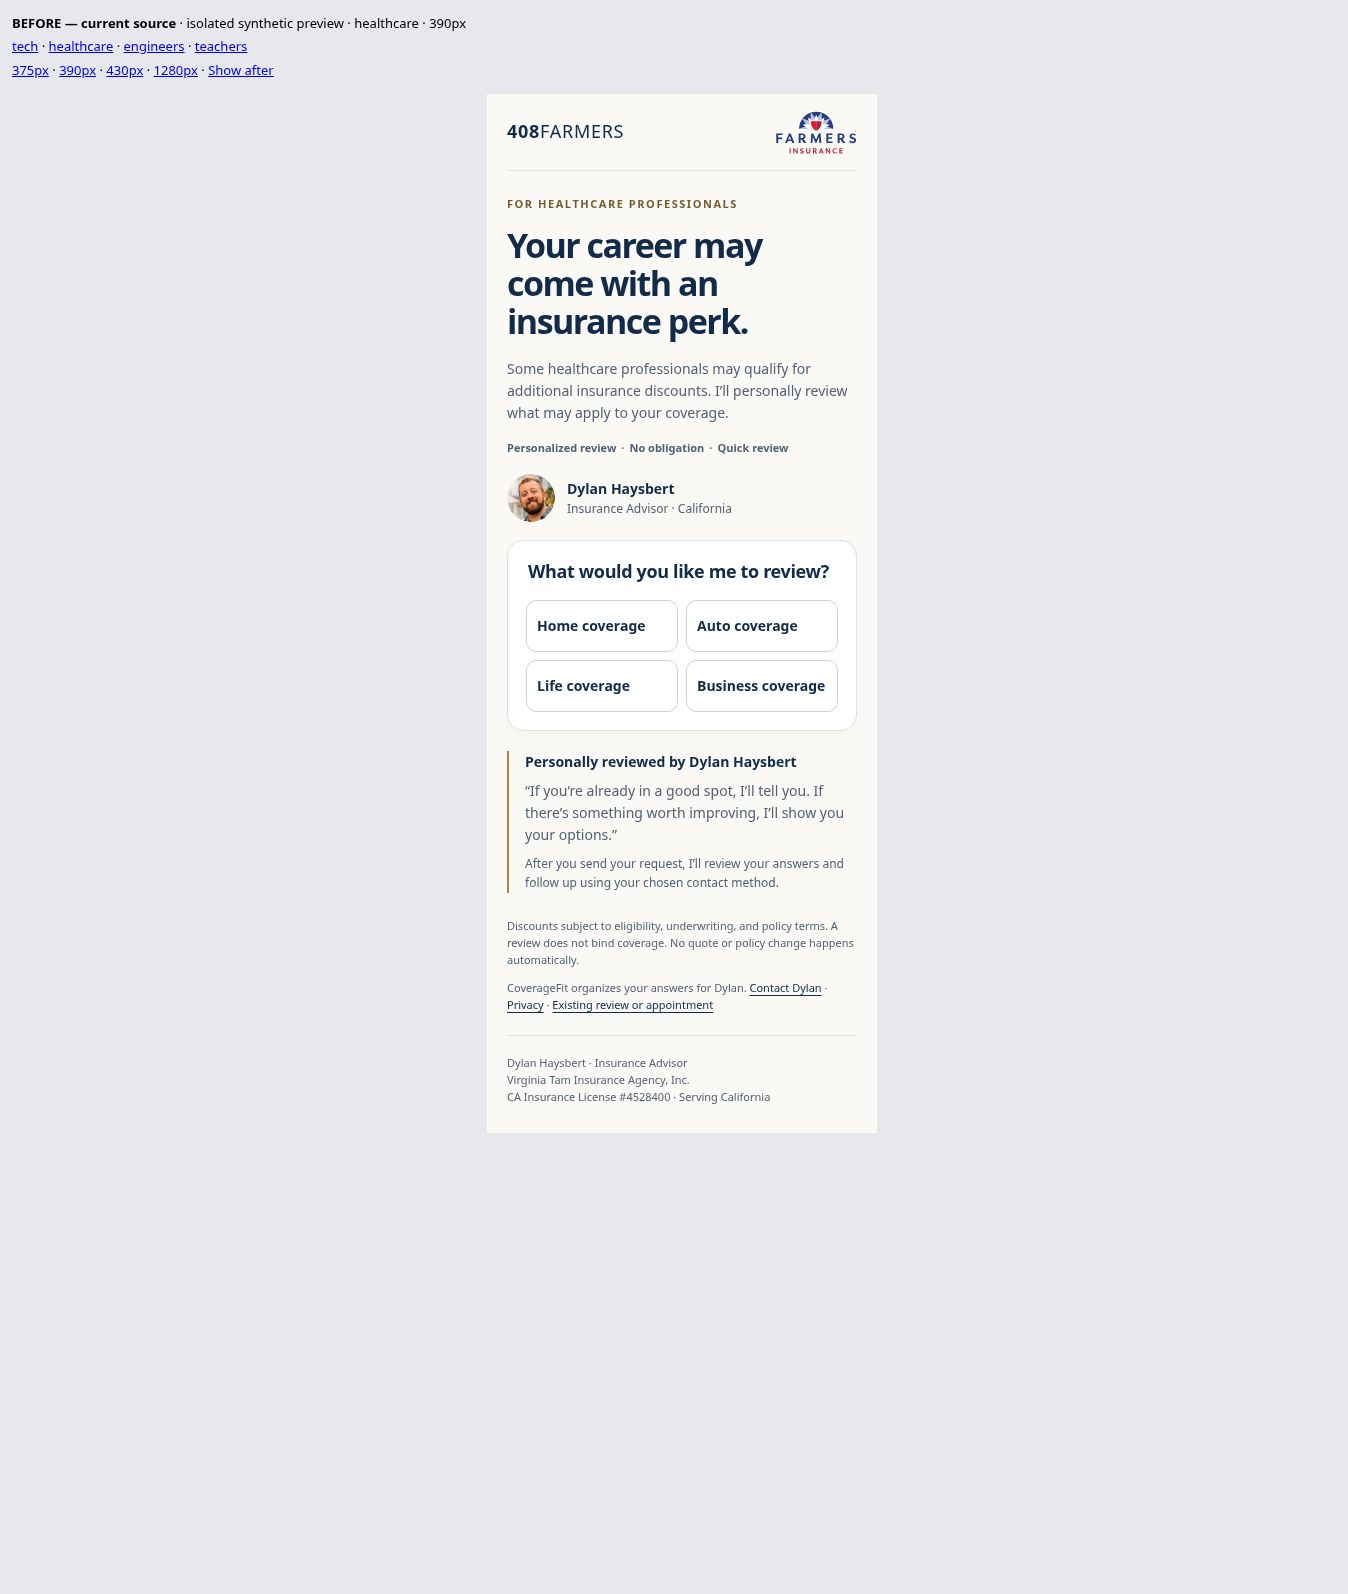 BEFORE — current source · isolated synthetic preview · healthcare · 390px
tech · healthcare · engineers · teachers
375px · 390px · 430px · 1280px · Show after
408FARMERS
FARMERS
INSURANCE
FOR HEALTHCARE PROFESSIONALS
Your career may
come with an
insurance perk.
Some healthcare professionals may qualify for
additional insurance discounts. I’ll personally review
what may apply to your coverage.
Personalized review · No obligation · Quick review
Dylan Haysbert
Insurance Advisor · California
What would you like me to review?
Home coverage
Auto coverage
Life coverage
Business coverage
Personally reviewed by Dylan Haysbert
“If you’re already in a good spot, I’ll tell you. If
there’s something worth improving, I’ll show you
your options.”
After you send your request, I’ll review your answers and
follow up using your chosen contact method.
Discounts subject to eligibility, underwriting, and policy terms. A
review does not bind coverage. No quote or policy change happens
automatically.
CoverageFit organizes your answers for Dylan. Contact Dylan ·
Privacy · Existing review or appointment
Dylan Haysbert · Insurance Advisor
Virginia Tam Insurance Agency, Inc.
CA Insurance License #4528400 · Serving California